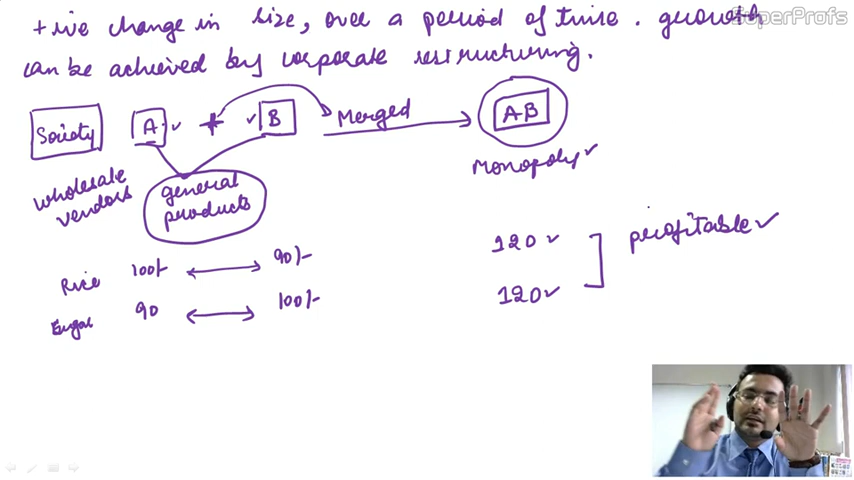 +ive change in size, over a period of time. growth
SuperProfs
can be achieved by corporate restructuring.
Society A ✓ + ✓ B Merged AB
Monopoly ✓
wholesale vendors
general products
120 ✓ profitable ✓
Rice 100/- 90/-
90 100/- 120 ✓